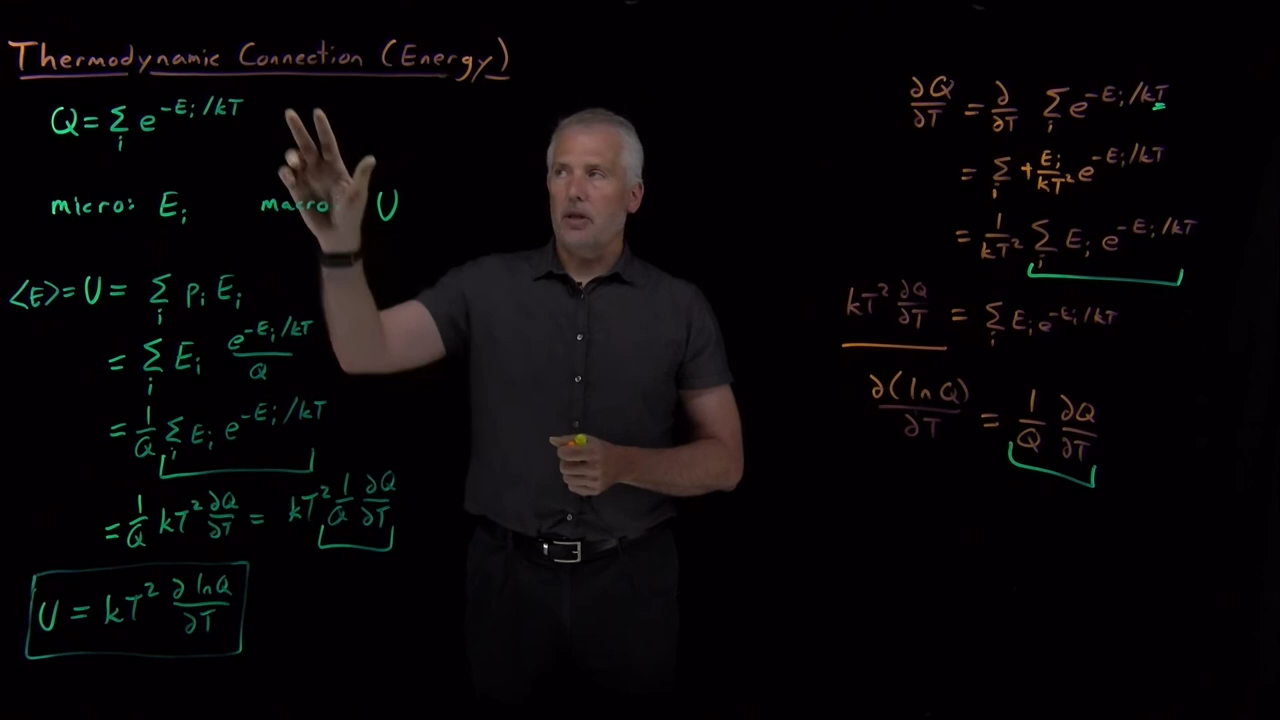 Thermodynamic Connection (Energy)
Q = Σ_i e^{-E_i/kT}
micro: E_i macro U
⟨E⟩ = U = Σ_i p_i E_i
= Σ_i E_i e^{-E_i/kT} / Q
= 1/Q Σ_i E_i e^{-E_i/kT}
= 1/Q kT² ∂Q/∂T = kT² 1/Q ∂Q/∂T
U = kT² ∂ ln Q/∂T
∂Q/∂T = ∂/∂T Σ_i e^{-E_i/kT}
= Σ_i + E_i/kT² e^{-E_i/kT}
= 1/kT² Σ_i E_i e^{-E_i/kT}
kT² ∂Q/∂T = Σ_i E_i e^{-E_i/kT}
∂(ln Q)/∂T = 1/Q ∂Q/∂T